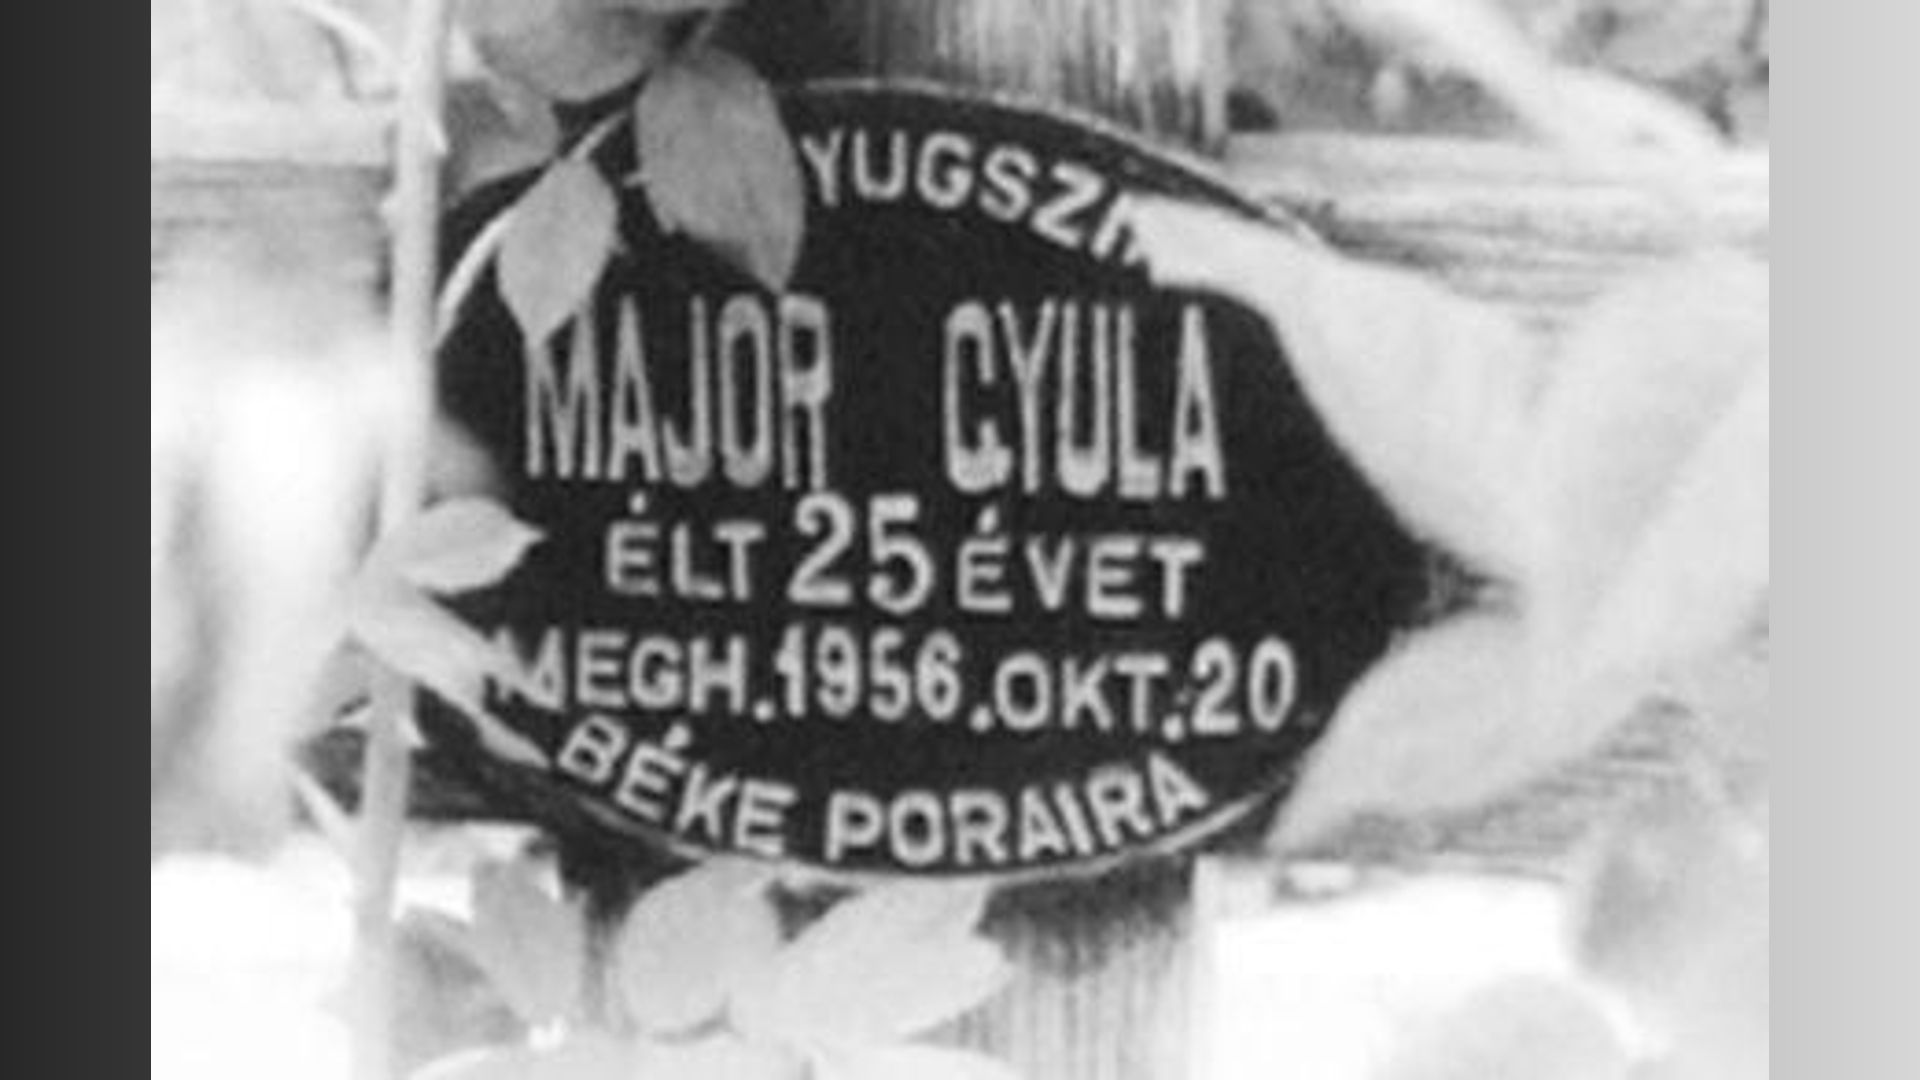 MAJOR GYULA
ÉLT 25 ÉVET
MEGH.1956.OKT.20
BÉKE PORAIRA